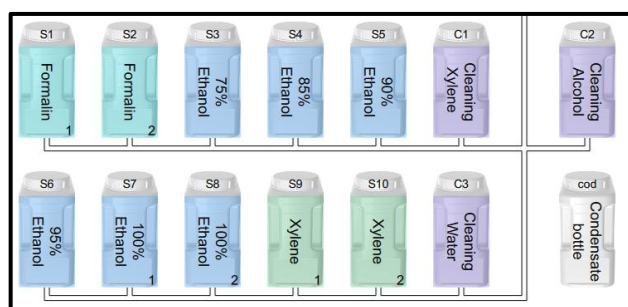 S1
S2
S3
S4
S5
C1
C2
Formalin
1
Formalin
2
75%
Ethanol
85%
Ethanol
90%
Ethanol
Cleaning
Xylene
Cleaning
Alcohol
S6
S7
S8
S9
S10
C3
cod
95%
Ethanol
100%
Ethanol
1
100%
Ethanol
2
Xylene
1
Xylene
2
Cleaning
Water
Condensate
bottle